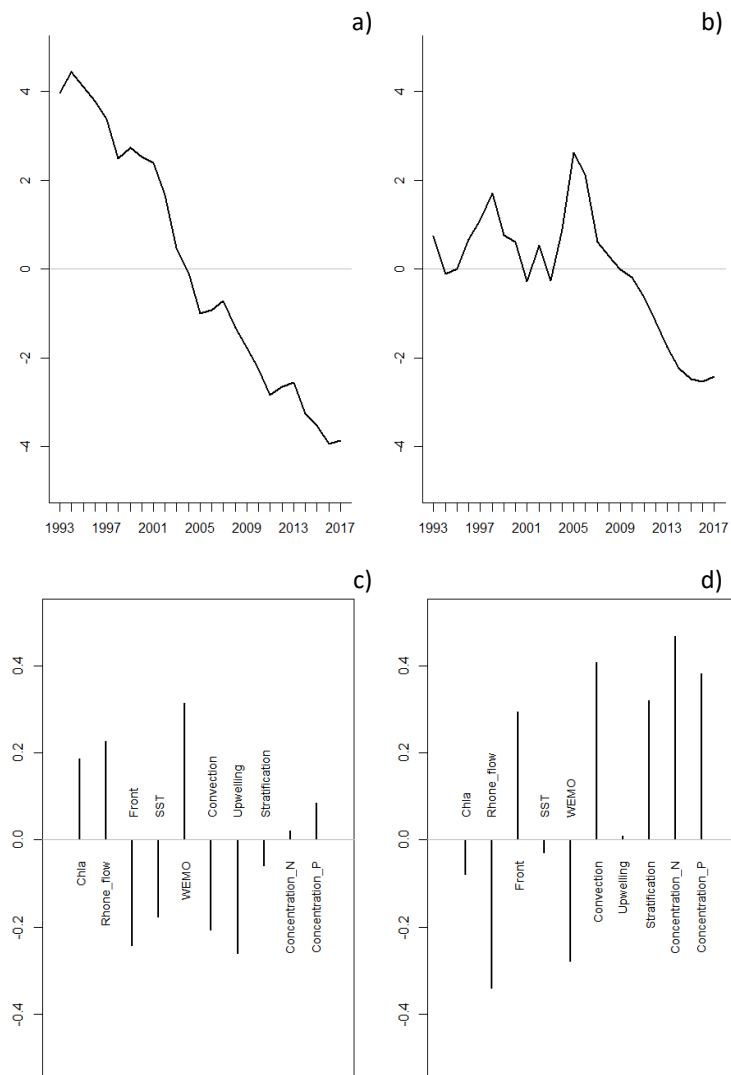 a)
b)
4
2
0
-2
-4
1993 1997 2001 2005 2009 2013 2017
4
2
0
-2
-4
1993 1997 2001 2005 2009 2013 2017
c)
d)
0.4
0.2
0.0
-0.2
-0.4
Chla
Rhone_flow
Front
SST
WEMO
Convection
Upwelling
Stratification
Concentration_N
Concentration_P
0.4
0.2
0.0
-0.2
-0.4
Chla
Rhone_flow
Front
SST
WEMO
Convection
Upwelling
Stratification
Concentration_N
Concentration_P